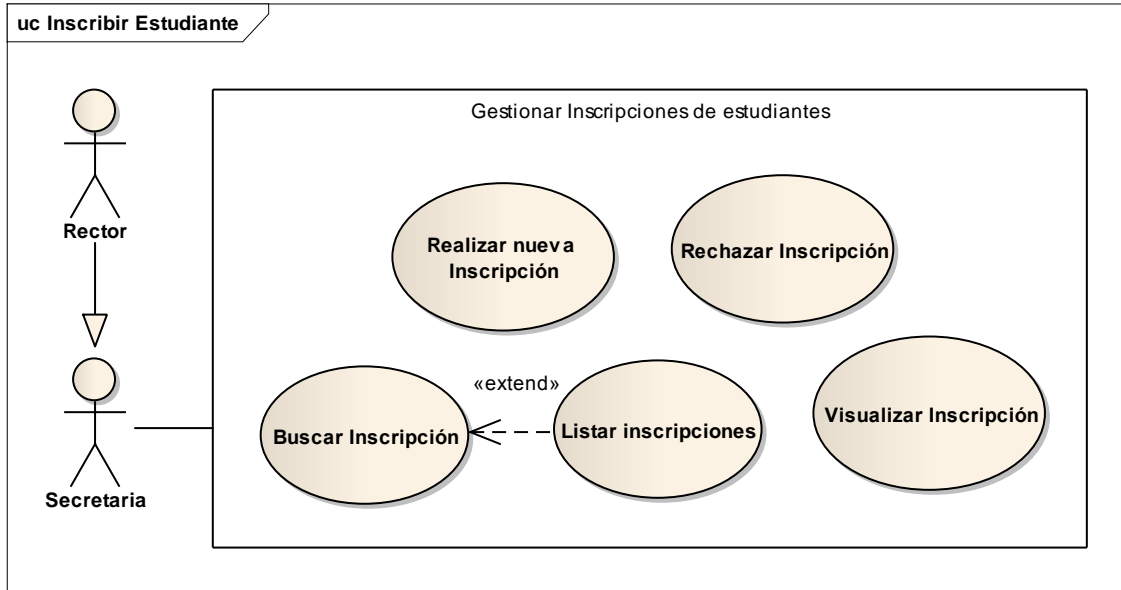 uc Inscribir Estudiante
Gestionar Inscripciones de estudiantes
Rector
Realizar nueva
Inscripción
Rechazar Inscripción
«extend»
Buscar Inscripción
Listar inscripciones
Visualizar Inscripción
Secretaria